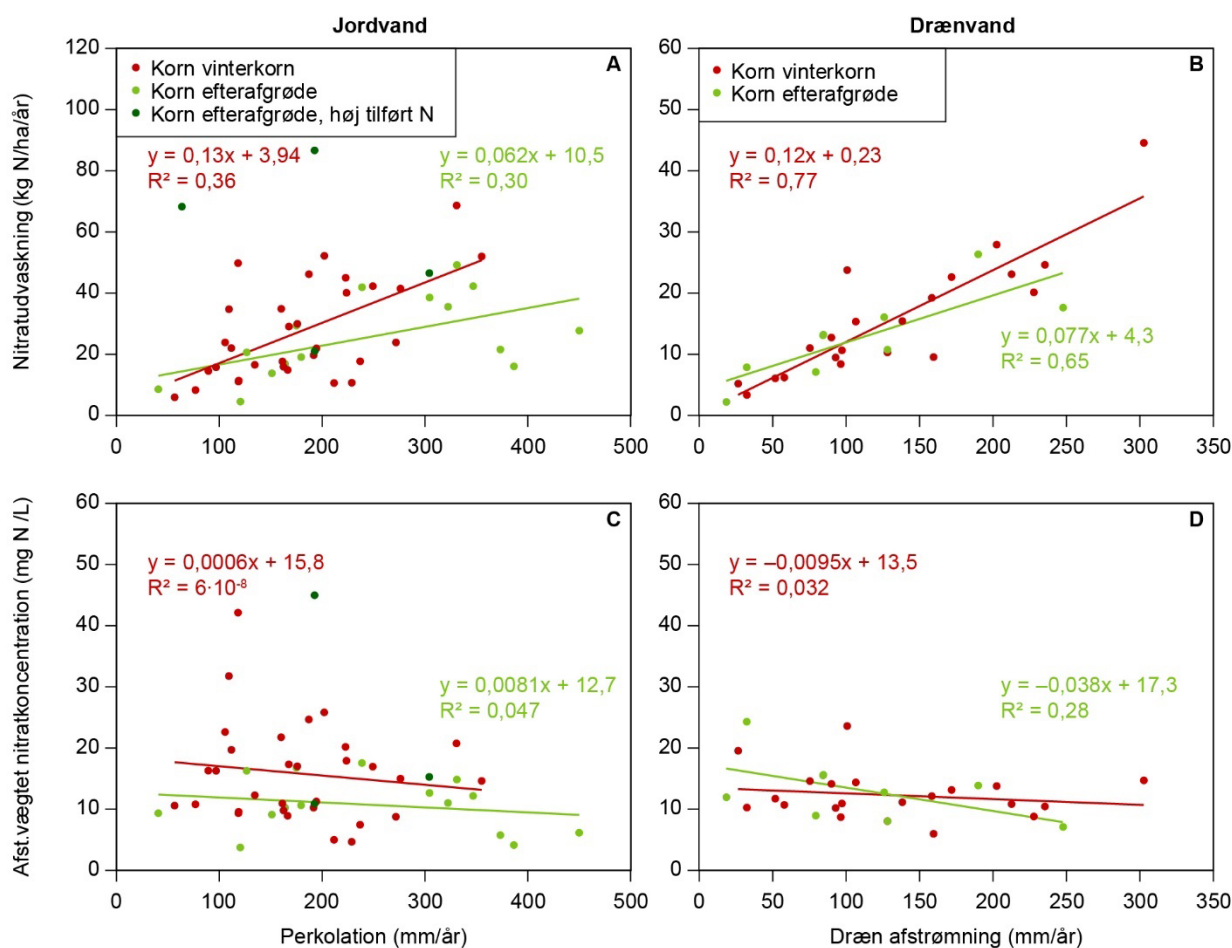 Jordvand
Drænvand
Nitratudvaskning (kg N/ha/år)
120
100
80
60
40
20
0
A
Korn vinterkorn
Korn efterafgrøde
Korn efterafgrøde, høj tilført N
y = 0,13x + 3,94
R² = 0,36
y = 0,062x + 10,5
R² = 0,30
0 100 200 300 400 500
60
50
40
30
20
10
0
B
Korn vinterkorn
Korn efterafgrøde
y = 0,12x + 0,23
R² = 0,77
y = 0,077x + 4,3
R² = 0,65
0 50 100 150 200 250 300 350
Afst.vægtet nitratkoncentration (mg N /L)
60
50
40
30
20
10
0
C
y = 0,0006x + 15,8
R² = 6·10⁻⁸
y = 0,0081x + 12,7
R² = 0,047
0 100 200 300 400 500
Perkolation (mm/år)
60
50
40
30
20
10
0
D
y = –0,0095x + 13,5
R² = 0,032
y = –0,038x + 17,3
R² = 0,28
0 50 100 150 200 250 300 350
Dræn afstrømning (mm/år)